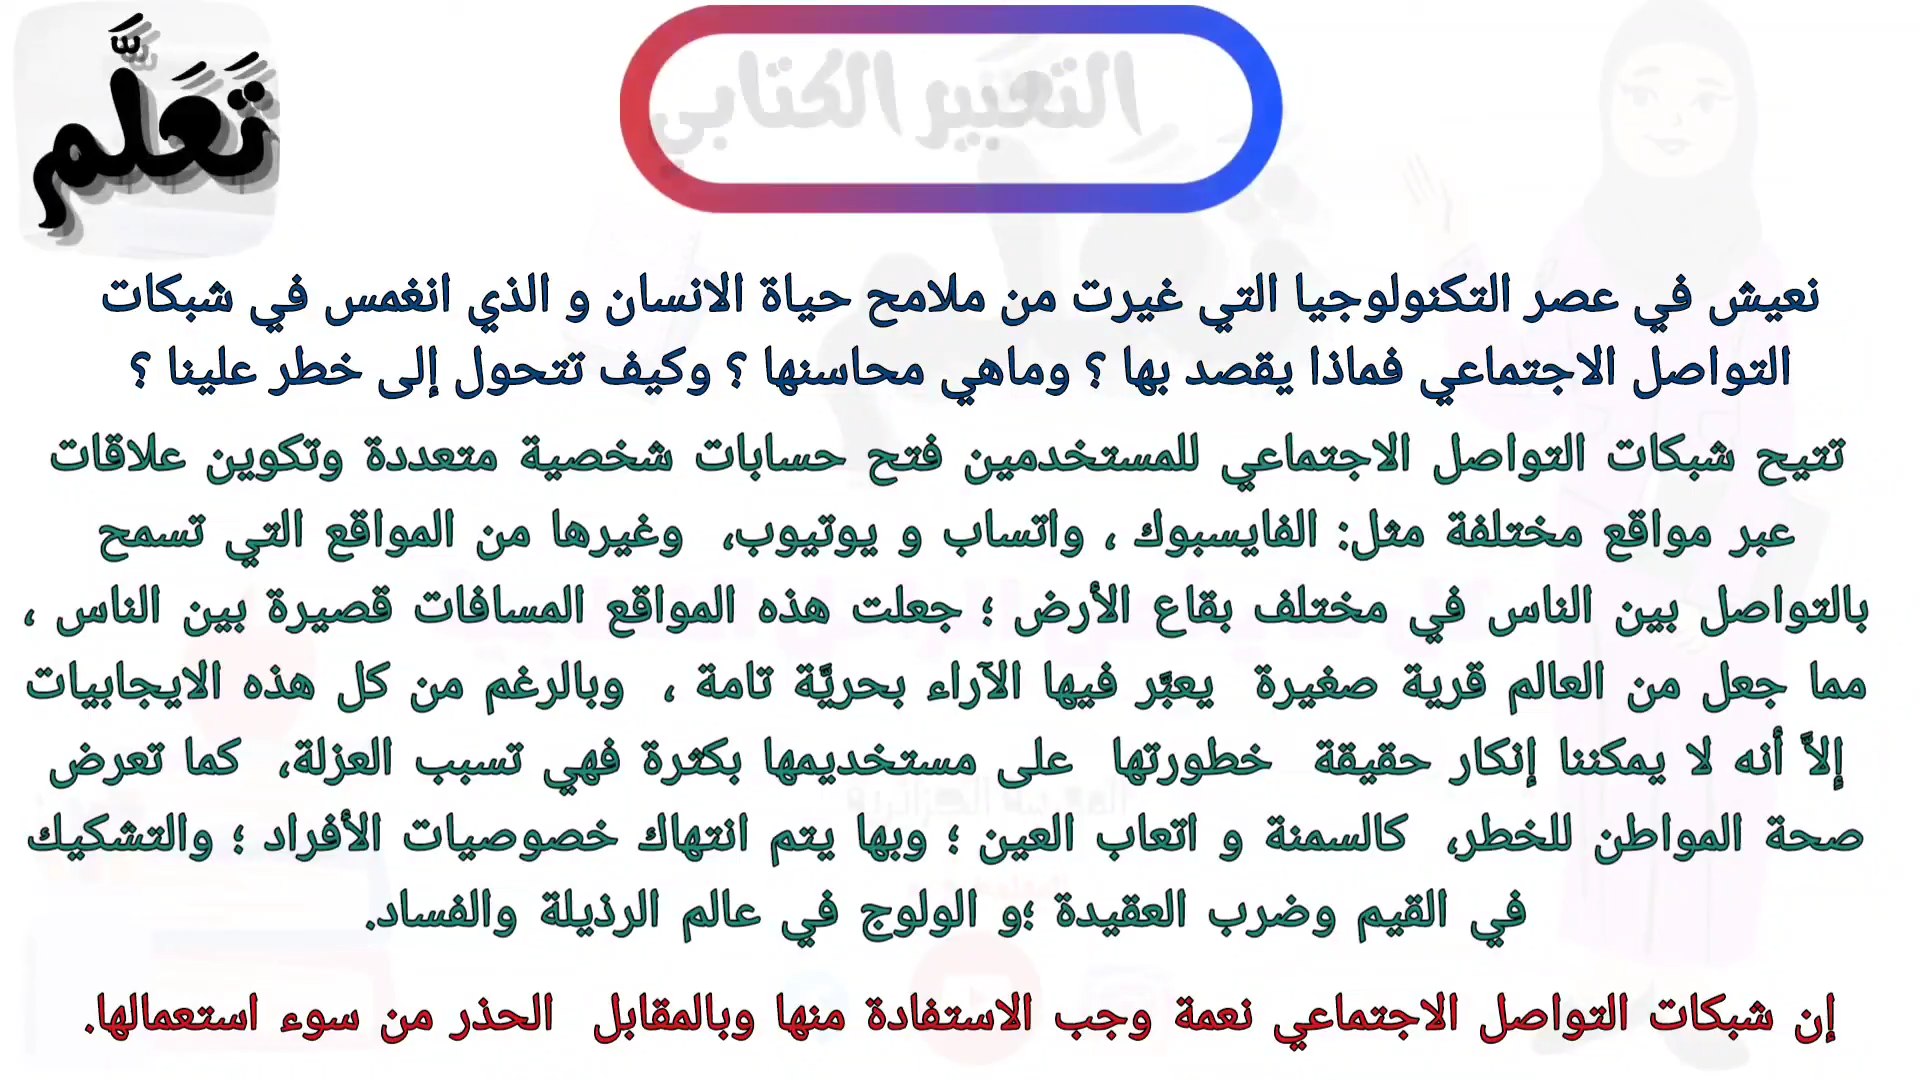 تَعَلَّم
التعبير الكتابي
نعيش في عصر التكنولوجيا التي غيرت من ملامح حياة الانسان و الذي انغمس في شبكات
التواصل الاجتماعي فماذا يقصد بها ؟ وماهي محاسنها ؟ وكيف تتحول إلى خطر علينا ؟
تتيح شبكات التواصل الاجتماعي للمستخدمين فتح حسابات شخصية متعددة وتكوين علاقات
عبر مواقع مختلفة مثل: الفايسبوك ، واتساب و يوتيوب، وغيرها من المواقع التي تسمح
بالتواصل بين الناس في مختلف بقاع الأرض ؛ جعلت هذه المواقع المسافات قصيرة بين الناس ،
مما جعل من العالم قرية صغيرة يعبَّر فيها الآراء بحريَّة تامة ، وبالرغم من كل هذه الايجابيات
إلاَّ أنه لا يمكننا إنكار حقيقة خطورتها على مستخديمها بكثرة فهي تسبب العزلة، كما تعرض
صحة المواطن للخطر، كالسمنة و اتعاب العين ؛ وبها يتم انتهاك خصوصيات الأفراد ؛ والتشكيك
في القيم وضرب العقيدة ؛و الولوج في عالم الرذيلة والفساد.
إن شبكات التواصل الاجتماعي نعمة وجب الاستفادة منها وبالمقابل الحذر من سوء استعمالها.